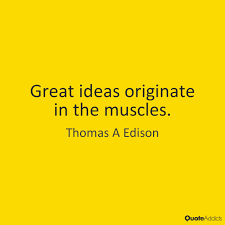 Great ideas originate
in the muscles.
Thomas A Edison
QuoteAddicts